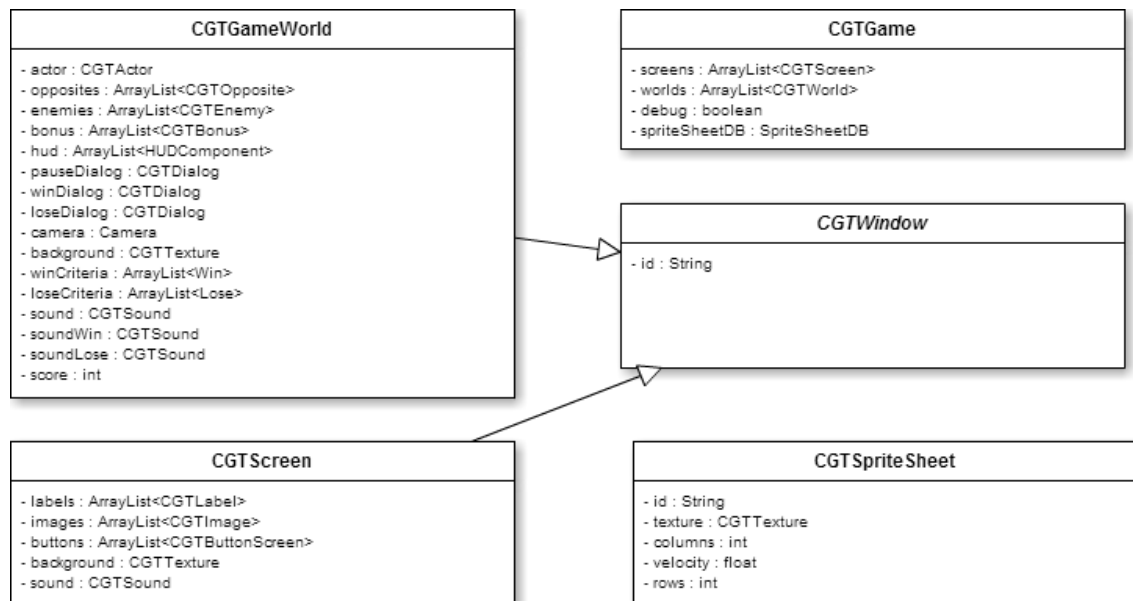 CGTGameWorld
- actor : CGTActor
- opposites : ArrayList<CGTOpposite>
- enemies : ArrayList<CGTEnemy>
- bonus : ArrayList<CGTBonus>
- hud : ArrayList<HUDComponent>
- pauseDialog : CGTDialog
- winDialog : CGTDialog
- loseDialog : CGTDialog
- camera : Camera
- background : CGTTexture
- winCriteria : ArrayList<Win>
- loseCriteria : ArrayList<Lose>
- sound : CGTSound
- soundWin : CGTSound
- soundLose : CGTSound
- score : int
CGTGame
- screens : ArrayList<CGTScreen>
- worlds : ArrayList<CGTWorld>
- debug : boolean
- spriteSheetDB : SpriteSheetDB
CGTWindow
- id : String
CGTScreen
- labels : ArrayList<CGTLabel>
- images : ArrayList<CGTImage>
- buttons : ArrayList<CGTButtonScreen>
- background : CGTTexture
- sound : CGTSound
CGTSpriteSheet
- id : String
- texture : CGTTexture
- columns : int
- velocity : float
- rows : int